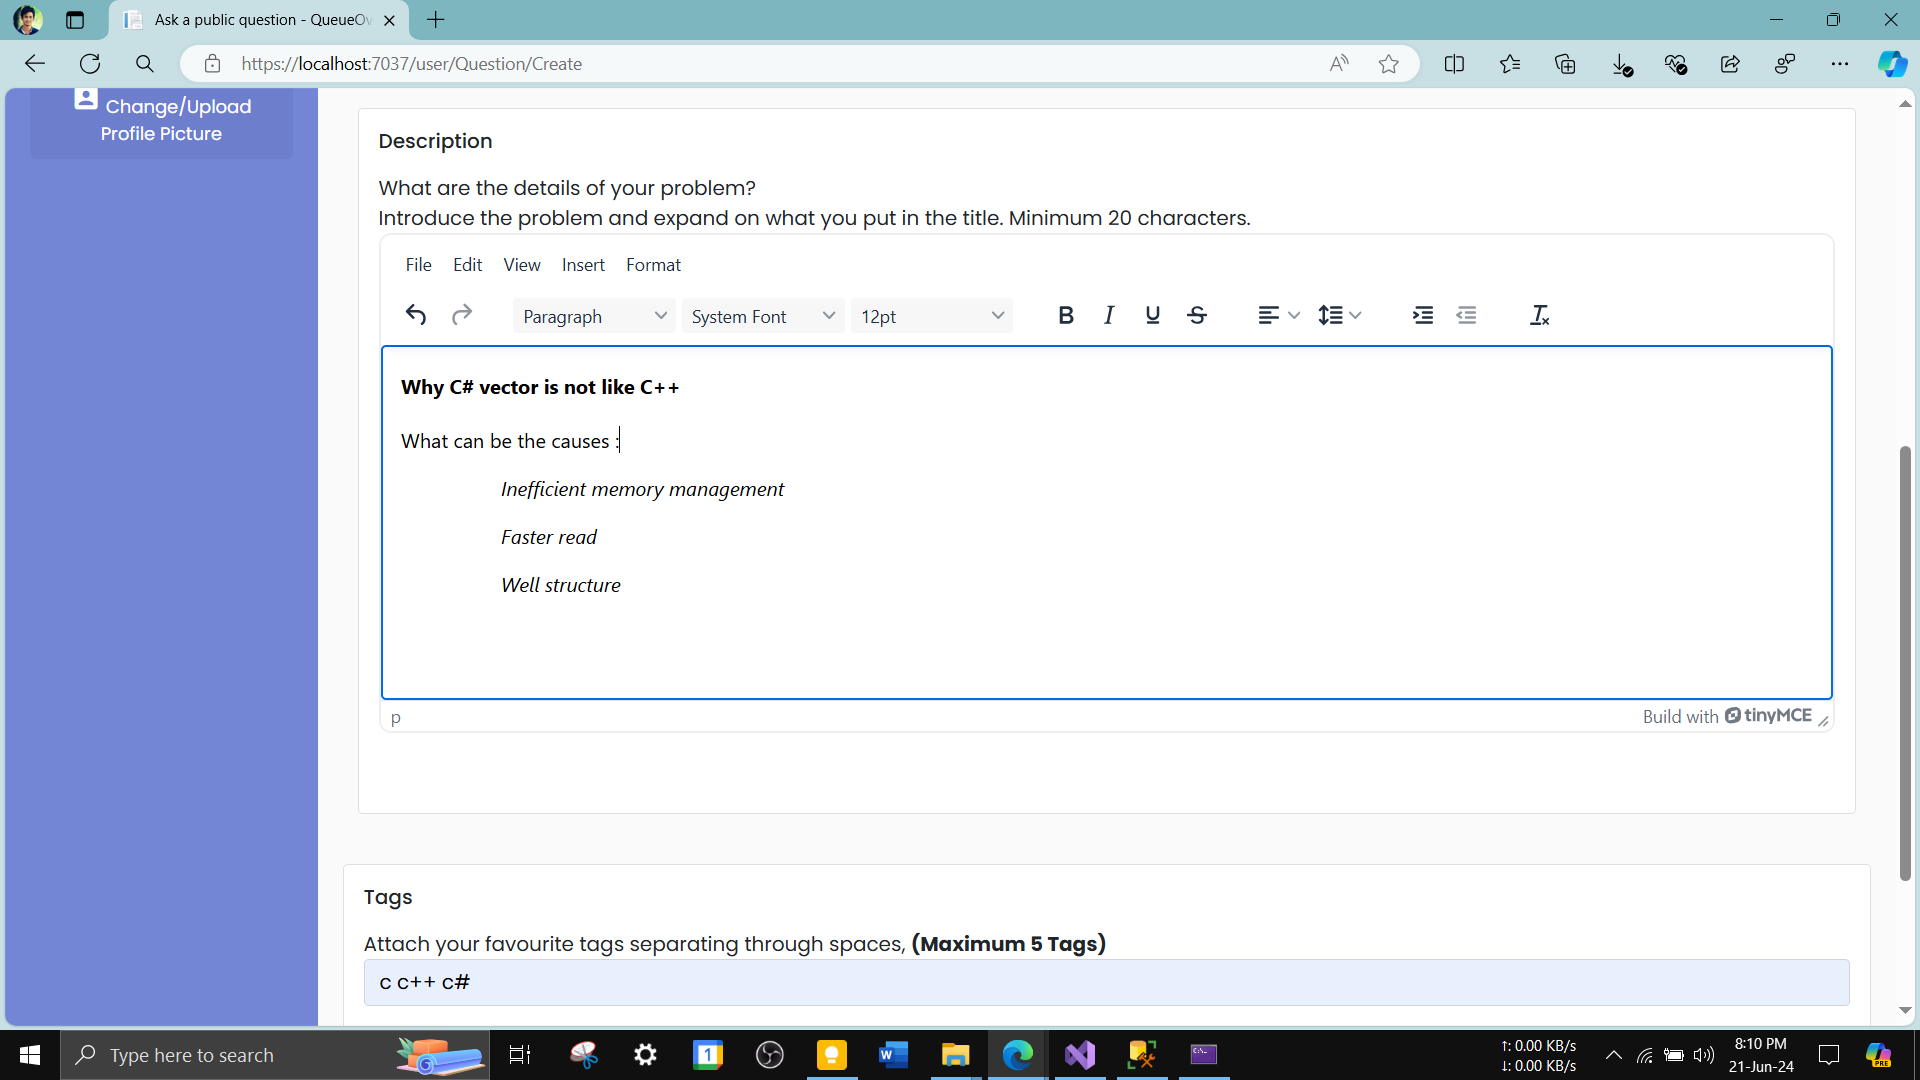 Ask a public question - QueueOv
https://localhost:7037/user/Question/Create
Change/Upload
Profile Picture
Description
What are the details of your problem?
Introduce the problem and expand on what you put in the title. Minimum 20 characters.
File Edit View Insert Format
Paragraph System Font 12pt B I U S
Why C# vector is not like C++
What can be the causes :
Inefficient memory management
Faster read
Well structure
p
Build with tinyMCE
Tags
Attach your favourite tags separating through spaces, (Maximum 5 Tags)
c c++ c#
Type here to search
↑: 0.00 KB/s
↓: 0.00 KB/s
8:10 PM
21-Jun-24